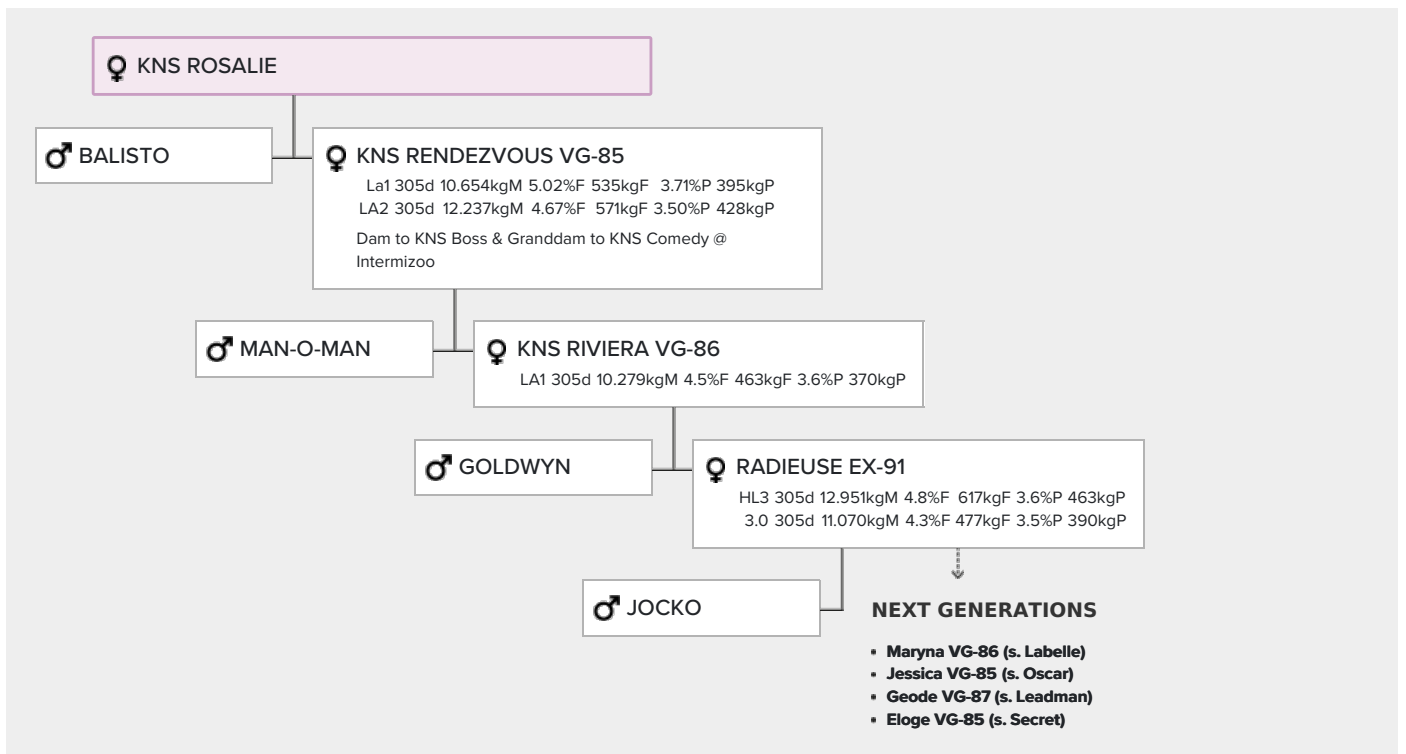 ♀ KNS ROSALIE
♂ BALISTO
♀ KNS RENDEZVOUS VG-85
La1 305d 10.654kgM 5.02%F 535kgF 3.71%P 395kgP
LA2 305d 12.237kgM 4.67%F 571kgF 3.50%P 428kgP
Dam to KNS Boss & Granddam to KNS Comedy @
Intermizoo
♂ MAN-O-MAN
♀ KNS RIVIERA VG-86
LA1 305d 10.279kgM 4.5%F 463kgF 3.6%P 370kgP
♂ GOLDWYN
♀ RADIEUSE EX-91
HL3 305d 12.951kgM 4.8%F 617kgF 3.6%P 463kgP
3.0 305d 11.070kgM 4.3%F 477kgF 3.5%P 390kgP
♂ JOCKO
NEXT GENERATIONS
• Maryna VG-86 (s. Labelle)
• Jessica VG-85 (s. Oscar)
• Geode VG-87 (s. Leadman)
• Eloge VG-85 (s. Secret)